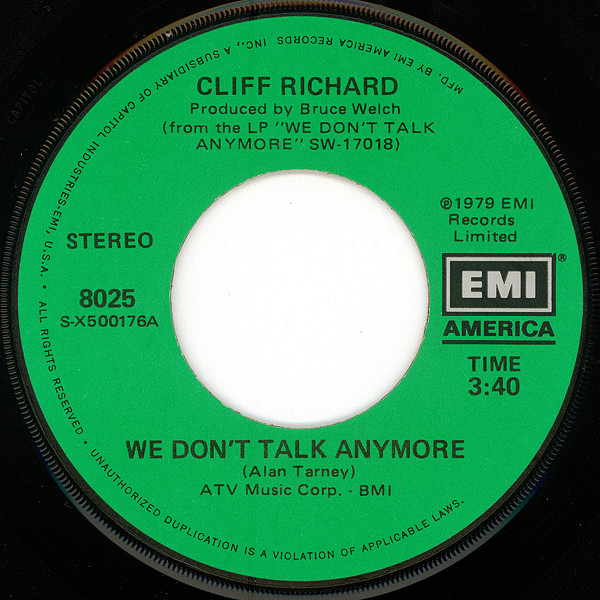 MFD. BY EMI AMERICA RECORDS INC., A SUBSIDIARY OF CAPITOL INDUSTRIES-EMI, U.S.A. • ALL RIGHTS RESERVED • UNAUTHORIZED DUPLICATION IS A VIOLATION OF APPLICABLE LAWS.
CLIFF RICHARD
Produced by Bruce Welch
(from the LP "WE DON'T TALK
ANYMORE" SW-17018)
℗1979 EMI
Records
Limited
STEREO
8025
S-X500176A
EMI®
AMERICA
TIME
3:40
WE DON'T TALK ANYMORE
(Alan Tarney)
ATV Music Corp. - BMI
CAPITOL